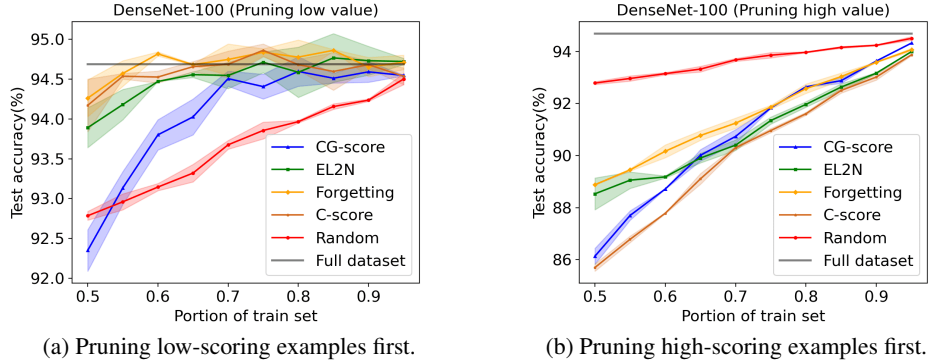 DenseNet-100 (Pruning low value)
95.0
94.5
94.0
93.5
93.0
92.5
92.0
Test accuracy(%)
0.5 0.6 0.7 0.8 0.9
Portion of train set
CG-score
EL2N
Forgetting
C-score
Random
Full dataset
(a) Pruning low-scoring examples first.
DenseNet-100 (Pruning high value)
94
92
90
88
86
Test accuracy(%)
0.5 0.6 0.7 0.8 0.9
Portion of train set
CG-score
EL2N
Forgetting
C-score
Random
Full dataset
(b) Pruning high-scoring examples first.